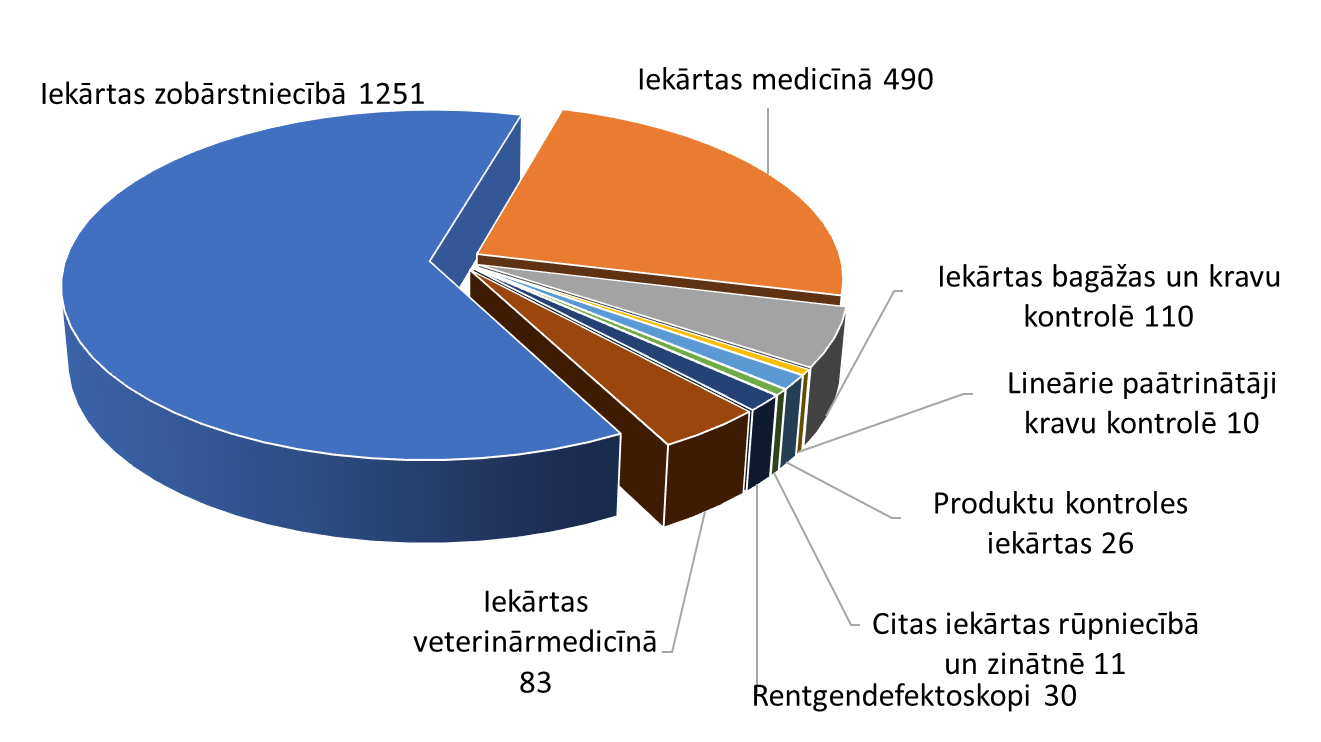 Iekārtas zobārstniecībā 1251
Iekārtas medicīnā 490
Iekārtas bagāžas un kravu
kontrolē 110
Lineārie paātrinātāji
kravu kontrolē 10
Produktu kontroles
iekārtas 26
Citas iekārtas rūpniecībā
un zinātnē 11
Rentgendefektoskopi 30
Iekārtas
veterinārmedicīnā
83